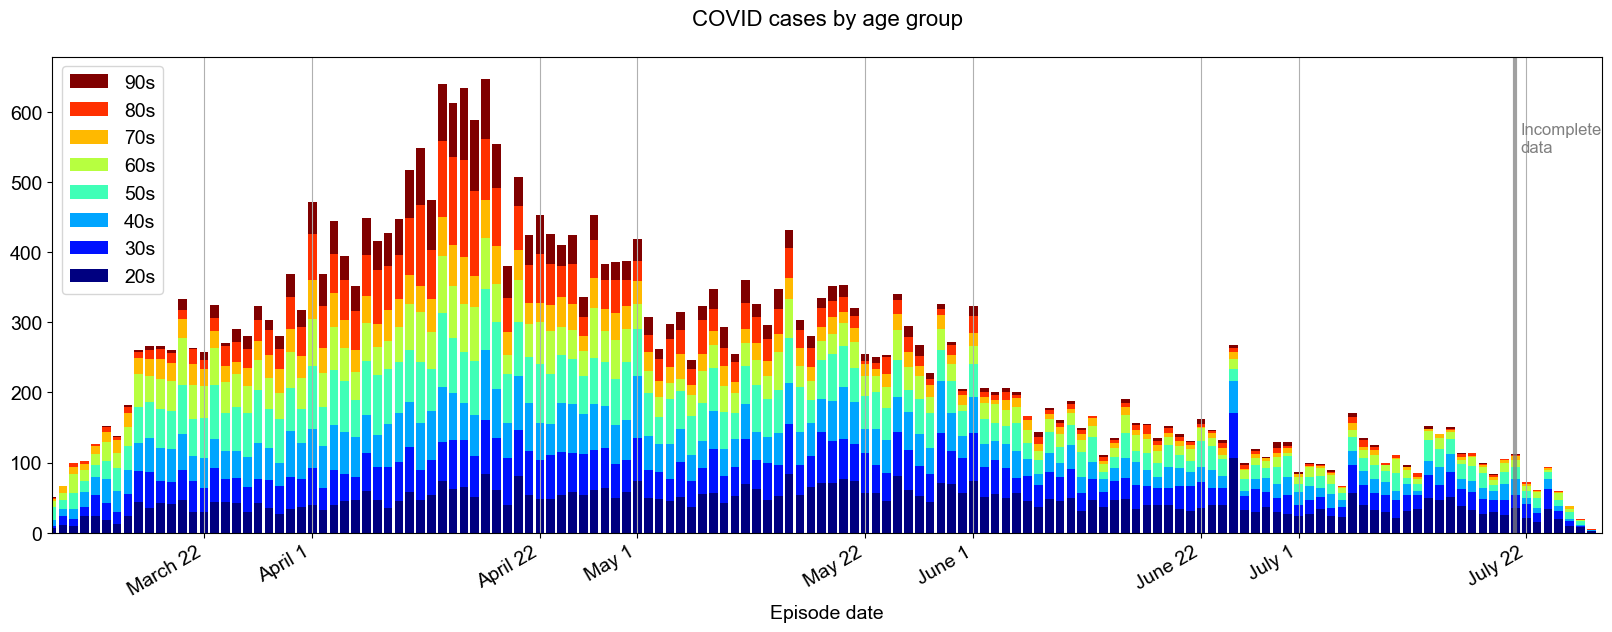 COVID cases by age group
600
500
400
300
200
100
0
90s
80s
70s
60s
50s
40s
30s
20s
Incomplete
data
March 22
April 1
April 22
May 1
May 22
June 1
June 22
July 1
July 22
Episode date